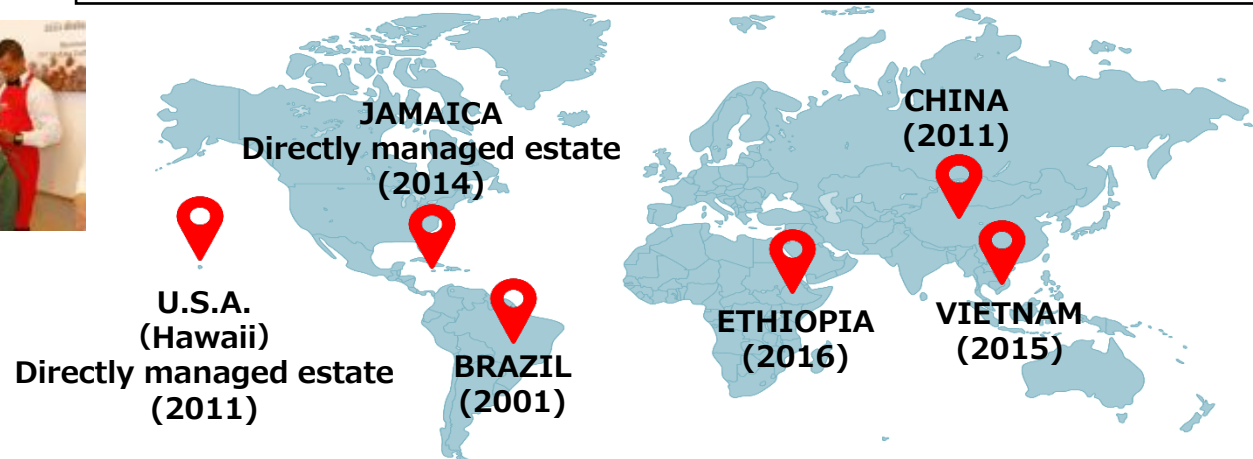 JAMAICA
Directly managed estate
(2014)
CHINA
(2011)
U.S.A.
(Hawaii)
Directly managed estate
(2011)
BRAZIL
(2001)
ETHIOPIA
(2016)
VIETNAM
(2015)